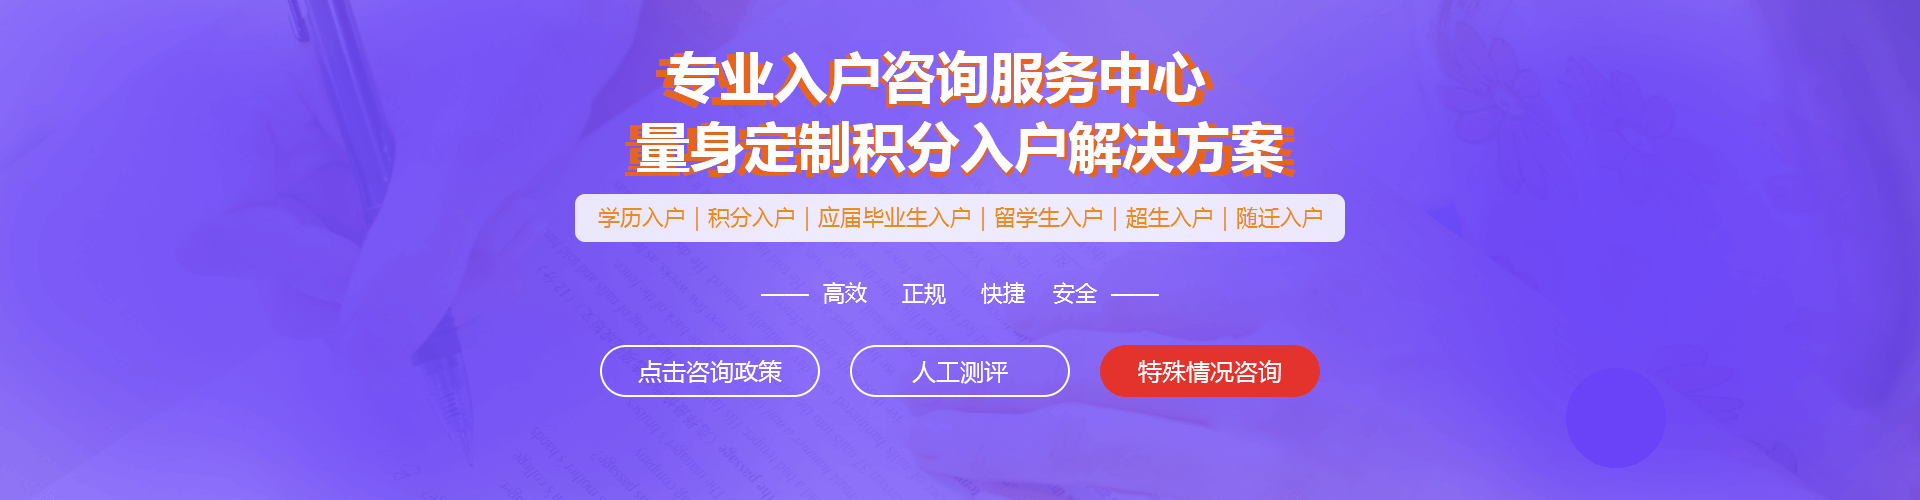 专业入户咨询服务中心
量身定制积分入户解决方案
学历入户 | 积分入户 | 应届毕业生入户 | 留学生入户 | 超生入户 | 随迁入户
—— 高效 正规 快捷 安全 ——
点击咨询政策 人工测评 特殊情况咨询